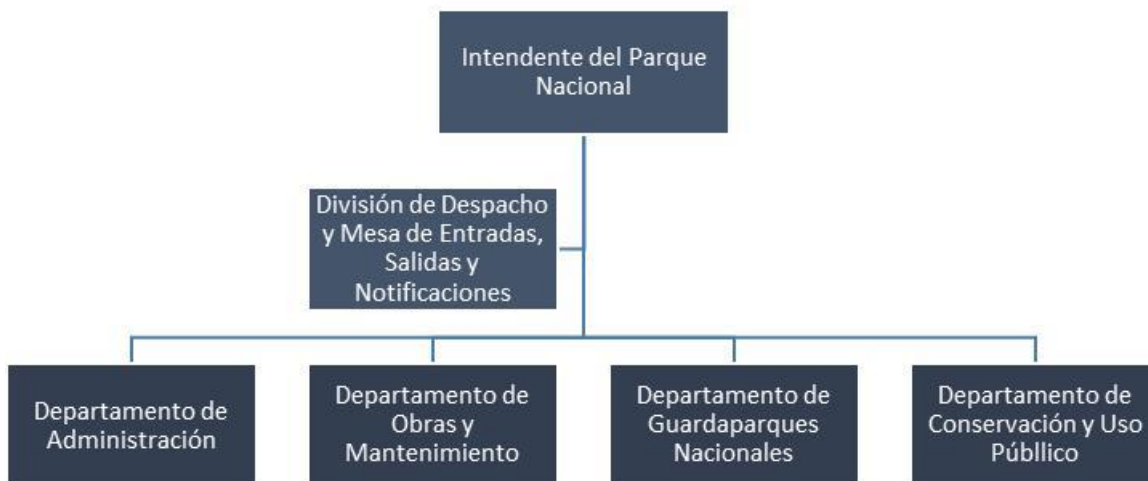 Intendente del Parque
Nacional
División de Despacho
y Mesa de Entradas,
Salidas y
Notificaciones
Departamento de
Administración
Departamento de
Obras y
Mantenimiento
Departamento de
Guardaparques
Nacionales
Departamento de
Conservación y Uso
Públlico